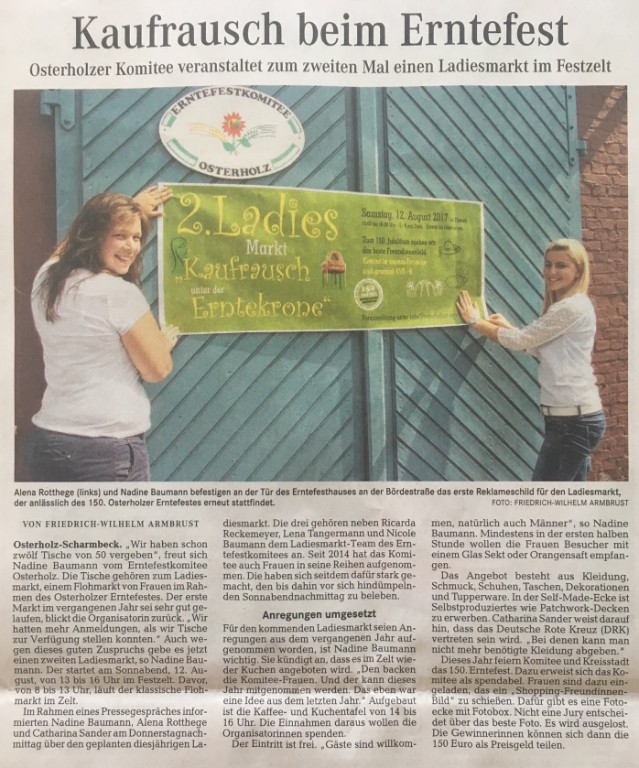 Kaufrausch beim Erntefest
Osterholzer Komitee veranstaltet zum zweiten Mal einen Ladiesmarkt im Festzelt
ERNTEFESTKOMITEE
OSTERHOLZ
2. Ladies
Markt
„Kaufrausch
unter der
Erntekrone“
Samstag, 12. August 2017
Zum 150. Jubiläum suchen wir
das beste Freundinnenbild
Alena Rotthege (links) und Nadine Baumann befestigen an der Tür des Erntefesthauses an der Bördestraße das erste Reklameschild für den Ladiesmarkt,
der anlässlich des 150. Osterholzer Erntefestes erneut stattfindet.
FOTO: FRIEDRICH-WILHELM ARMBRUST
VON FRIEDRICH-WILHELM ARMBRUST
Osterholz-Scharmbeck. „Wir haben schon
zwölf Tische von 50 vergeben“, freut sich
Nadine Baumann vom Erntefestkomitee
Osterholz. Die Tische gehören zum Ladies-
markt, einem Flohmarkt von Frauen im Rah-
men des Osterholzer Erntefestes. Der erste
Markt im vergangenen Jahr sei sehr gut ge-
laufen, blickt die Organisatorin zurück. „Wir
hatten mehr Anmeldungen, als wir Tische
zur Verfügung stellen konnten.“ Auch we-
gen dieses guten Zuspruchs gebe es jetzt
einen zweiten Ladiesmarkt, so Nadine Bau-
mann. Der startet am Sonnabend, 12. Au-
gust, von 13 bis 16 Uhr im Festzelt. Davor,
von 8 bis 13 Uhr, läuft der klassische Floh-
markt im Zelt.
Im Rahmen eines Pressegespräches infor-
mierten Nadine Baumann, Alena Rotthege
und Catharina Sander am Donnerstagnach-
mittag über den geplanten diesjährigen La-
diesmarkt. Die drei gehören neben Ricarda
Reckemeyer, Lena Tangermann und Nicole
Baumann dem Ladiesmarkt-Team des Ern-
tefestkomitees an. Seit 2014 hat das Komi-
tee auch Frauen in seine Reihen aufgenom-
men. Die haben sich seitdem dafür stark ge-
macht, den bis dahin vor sich hindümpeln-
den Sonnabendnachmittag zu beleben.
Anregungen umgesetzt
Für den kommenden Ladiesmarkt seien An-
regungen aus dem vergangenen Jahr auf-
genommen worden, ist Nadine Baumann
wichtig. Sie kündigt an, dass es im Zelt wie-
der Kuchen angeboten wird. „Den backen
die Komitee-Frauen. Und der kann dieses
Jahr mitgenommen werden. Das eben war
eine Idee aus dem letzten Jahr.“ Aufgebaut
ist die Kaffee- und Kuchentafel von 14 bis
16 Uhr. Die Einnahmen daraus wollen die
Organisatorinnen spenden.
Der Eintritt ist frei. „Gäste sind willkom-
men, natürlich auch Männer“, so Nadine
Baumann. Mindestens in der ersten halben
Stunde wollen die Frauen Besucher mit
einem Glas Sekt oder Orangensaft empfan-
gen.
Das Angebot besteht aus Kleidung,
Schmuck, Schuhen, Taschen, Dekorationen
und Tupperware. In der Self-Made-Ecke ist
Selbstproduziertes wie Patchwork-Decken
zu erwerben. Catharina Sander weist darauf
hin, dass das Deutsche Rote Kreuz (DRK)
vertreten sein wird. „Bei denen kann man
nicht mehr benötigte Kleidung abgeben.“
Dieses Jahr feiern Komitee und Kreisstadt
das 150. Erntefest. Dazu erweist sich das Ko-
mitee als spendabel. Frauen sind dazu ein-
geladen, das ein „Shopping-Freundinnen-
Bild“ zu schießen. Dafür gibt es eine Foto-
ecke mit Fotobox. Nicht eine Jury entschei-
det über das beste Foto. Es wird ausgelost.
Die Gewinnerinnen können sich dann die
150 Euro als Preisgeld teilen.